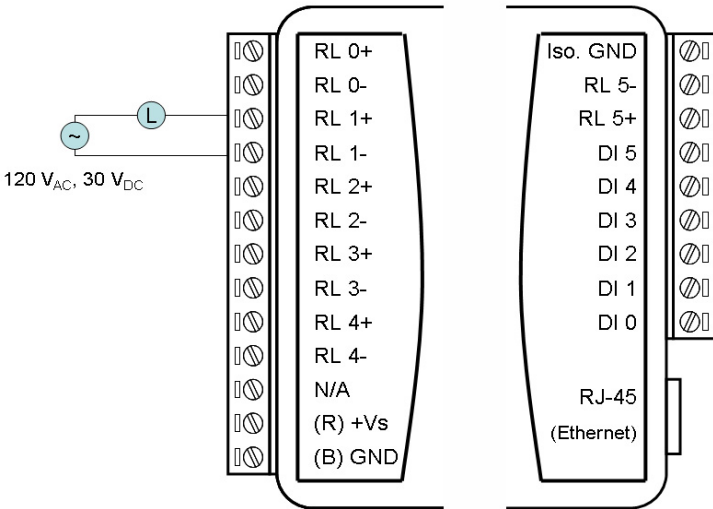 RL 0+
RL 0-
RL 1+
RL 1-
RL 2+
RL 2-
RL 3+
RL 3-
RL 4+
RL 4-
N/A
(R) +Vs
(B) GND
L
~
120 VAC, 30 VDC
Iso. GND
RL 5-
RL 5+
DI 5
DI 4
DI 3
DI 2
DI 1
DI 0
RJ-45
(Ethernet)